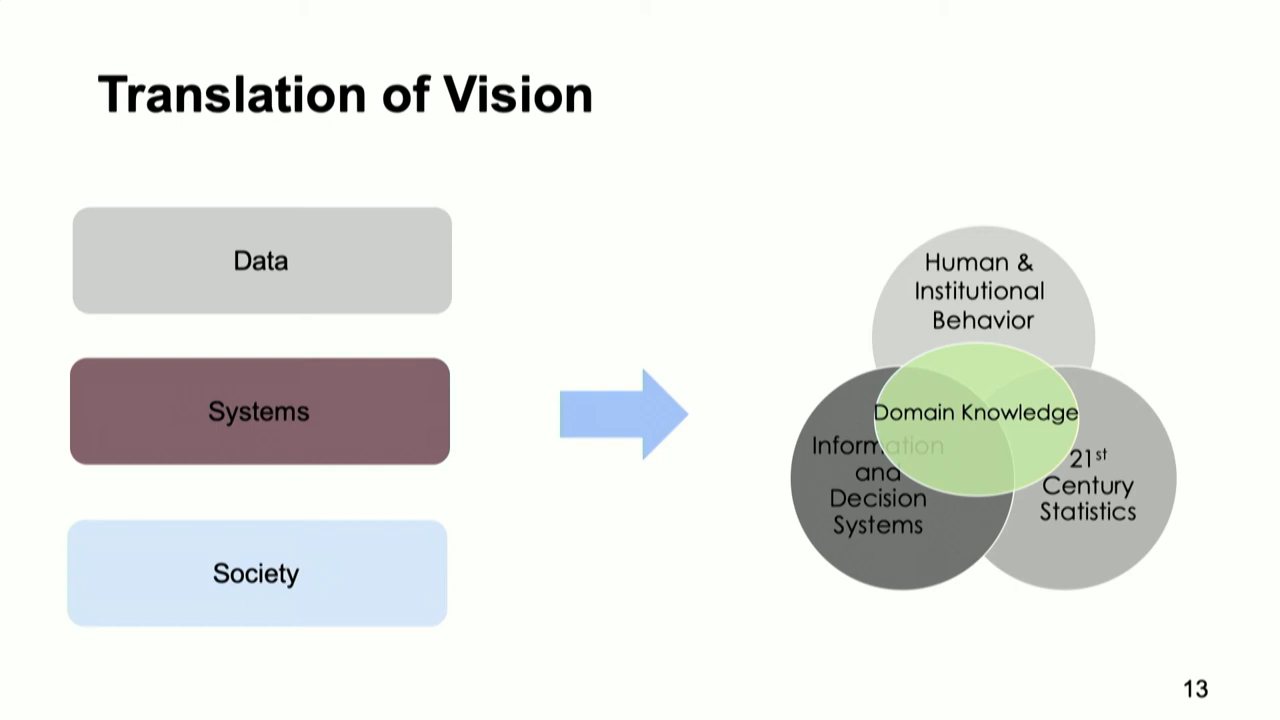 Translation of Vision
Data
Systems
Society
Human &
Institutional
Behavior
Domain Knowledge
Information
and
Decision
Systems
21st
Century
Statistics
13